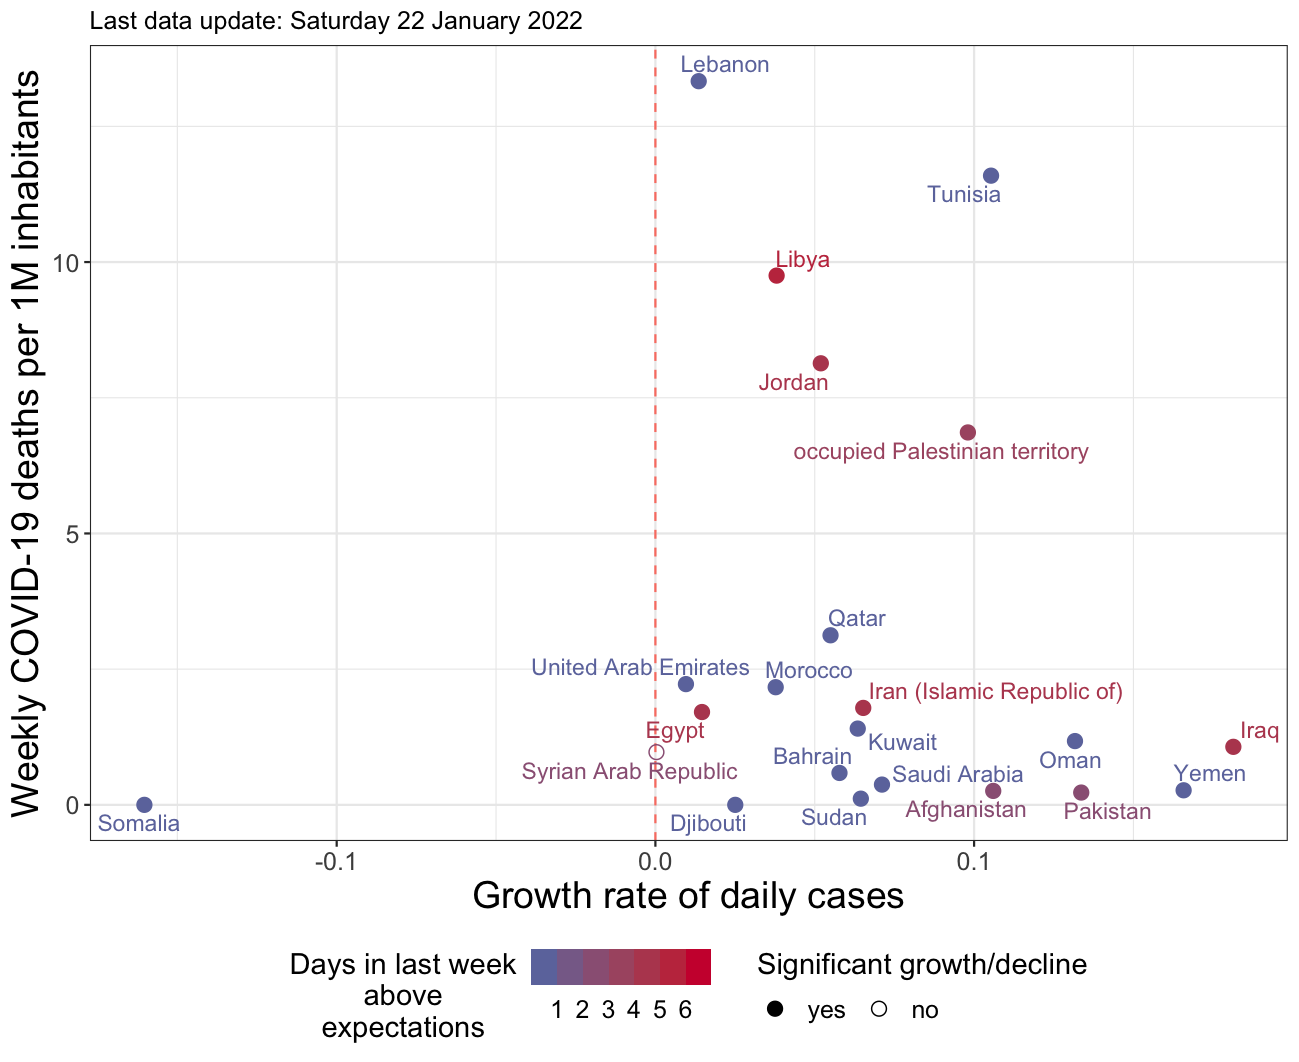 Last data update: Saturday 22 January 2022
Weekly COVID-19 deaths per 1M inhabitants
10
5
0
Lebanon
Tunisia
Libya
Jordan
occupied Palestinian territory
Qatar
United Arab Emirates
Morocco
Iran (Islamic Republic of)
Egypt
Iraq
Kuwait
Bahrain
Oman
Syrian Arab Republic
Saudi Arabia
Yemen
Afghanistan
Pakistan
Somalia
Djibouti
Sudan
-0.1
0.0
0.1
Growth rate of daily cases
Days in last week
above
expectations
1 2 3 4 5 6
Significant growth/decline
yes
no